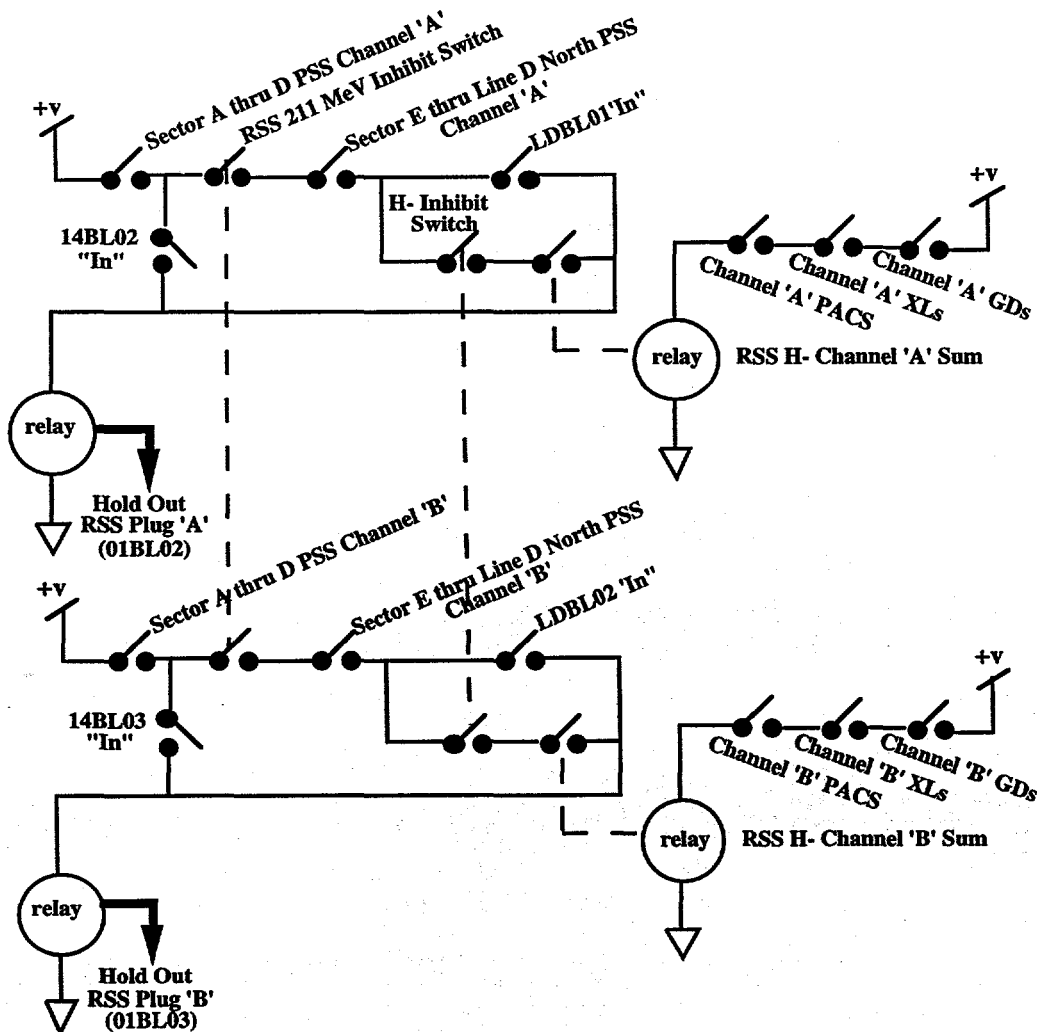 Sector A thru D PSS Channel 'A'
RSS 211 MeV Inhibit Switch
Sector E thru Line D North PSS
Channel 'A'
LDBL01 "In"
+v
14BL02
"In"
H- Inhibit
Switch
+v
Channel 'A' PACS
Channel 'A' XLs
Channel 'A' GDs
relay
RSS H- Channel 'A' Sum
relay
Hold Out
RSS Plug 'A'
(01BL02)
Sector A thru D PSS Channel 'B'
Sector E thru Line D North PSS
Channel 'B'
LDBL02 "In"
+v
14BL03
"In"
+v
Channel 'B' PACS
Channel 'B' XLs
Channel 'B' GDs
relay
RSS H- Channel 'B' Sum
relay
Hold Out
RSS Plug 'B'
(01BL03)